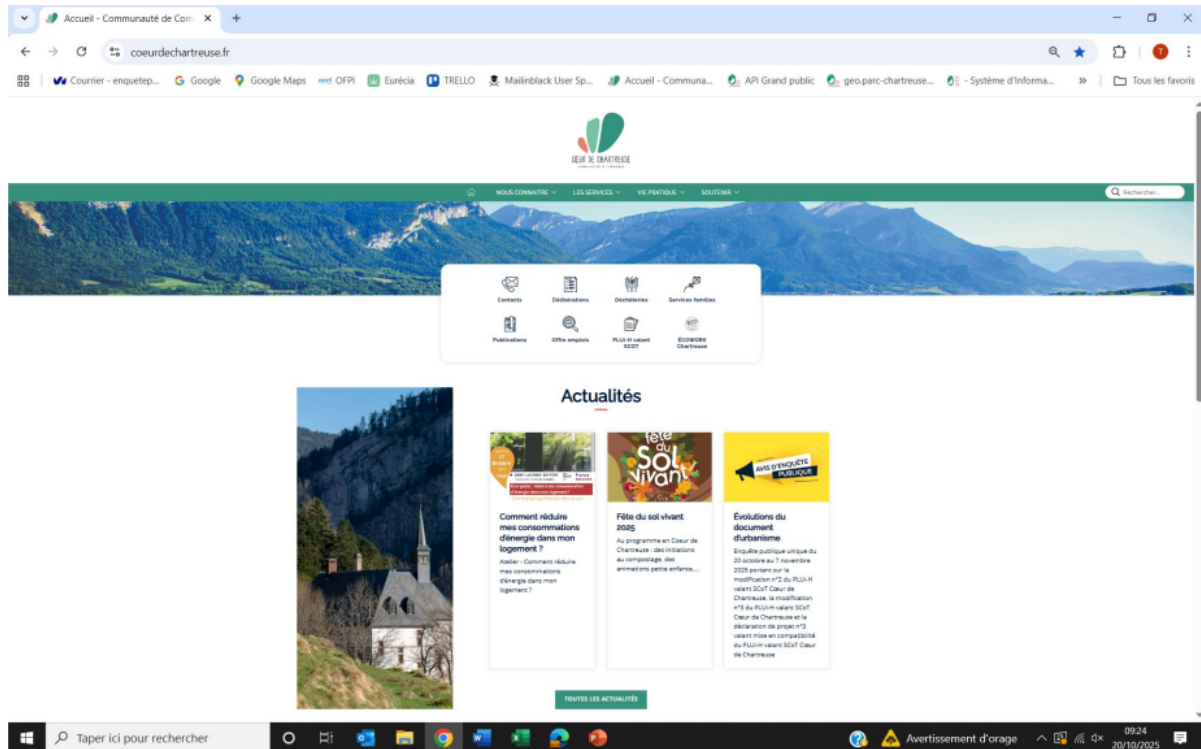 Accueil - Communauté de Com
coeurdechartreuse.fr
T
Courrier - enquetep... Google Google Maps OFPI Eurécia TRELLO Mailinblack User Sp... Accueil - Communa... API Grand public geo.parc-chartreuse... - Système d'Informa... » Tous les favoris
CŒUR DE CHARTREUSE
NOUS CONNAITRE LES SERVICES VIE PRATIQUE SOUTENIR Rechercher...
Contacts Délibérations Déchèteries Services familles
Publications Offre emplois PLUI-H valant ÉCOWORK
SCOT Chartreuse
Actualités
fête
du
Sol
vivant
AVIS D'ENQUÊTE
PUBLIQUE
Comment réduire
mes consommations
d'énergie dans mon
logement ?
Atelier - Comment réduire
mes consommations
d'énergie dans mon
logement ?
Fête du sol vivant
2025
Au programme en Coeur de
Chartreuse : des initiations
au compostage, des
animations petite enfance,...
Évolutions du
document
d'urbanisme
Enquête publique unique du
20 octobre au 7 novembre
2025 portant sur la
modification n°2 du PLUi-H
valant SCoT Cœur de
Chartreuse, la modification
n°3 du PLUi-H valant SCoT
Cœur de Chartreuse et la
déclaration de projet n°3
valant mise en compatibilité
du PLUi-H valant SCoT Cœur
de Chartreuse
TOUTES LES ACTUALITÉS
Taper ici pour rechercher
Avertissement d'orage
09:24
20/10/2025